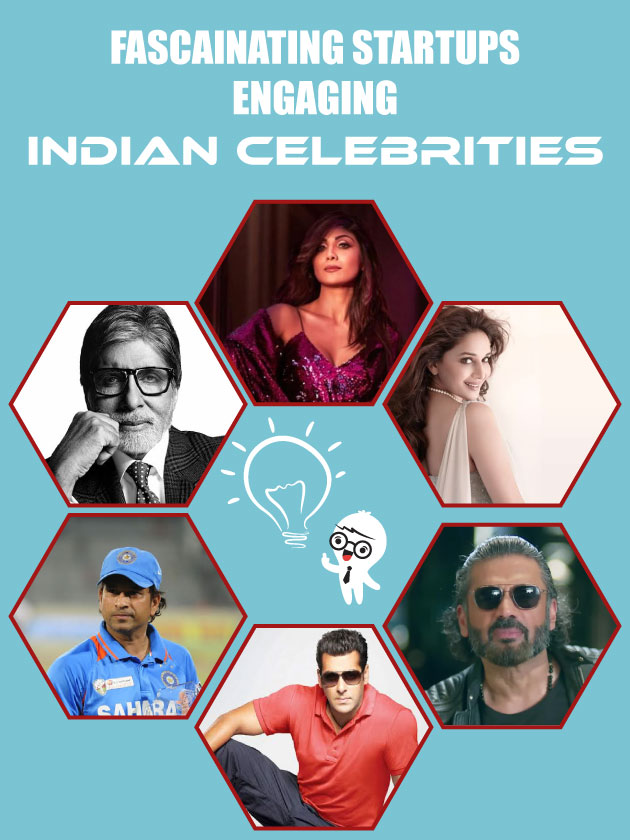 FASCAINATING STARTUPS
ENGAGING
INDIAN CELEBRITIES
SAHARA